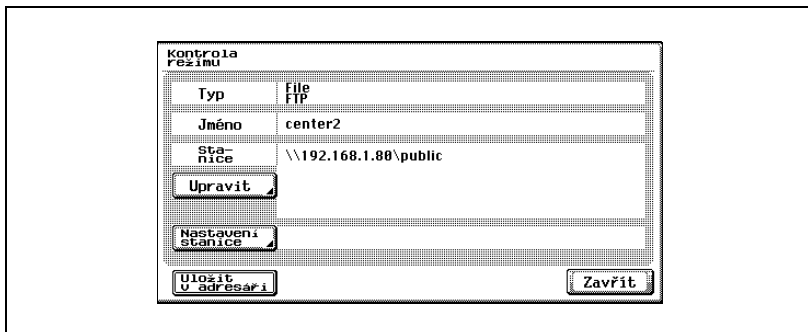 Kontrola
režimu
Typ
File
FTP
Jméno
center2
Sta-
nice
\\192.168.1.80\public
Upravit
Nastavení
stanice
Uložit
v adresáři
Zavřít